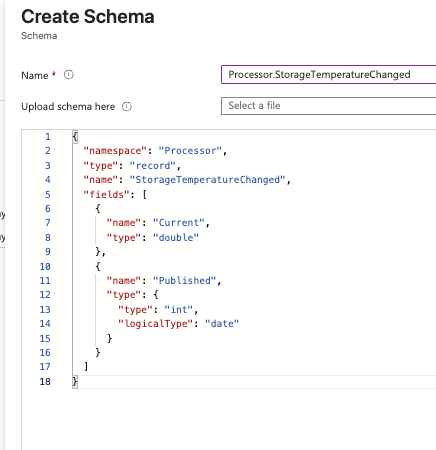 Create Schema
Schema
Name *
Processor.StorageTemperatureChanged
Upload schema here
Select a file
1 {
2 "namespace": "Processor",
3 "type": "record",
4 "name": "StorageTemperatureChanged",
5 "fields": [
6 {
7 "name": "Current",
8 "type": "double"
9 },
10 {
11 "name": "Published",
12 "type": {
13 "type": "int",
14 "logicalType": "date"
15 }
16 }
17 ]
18 }